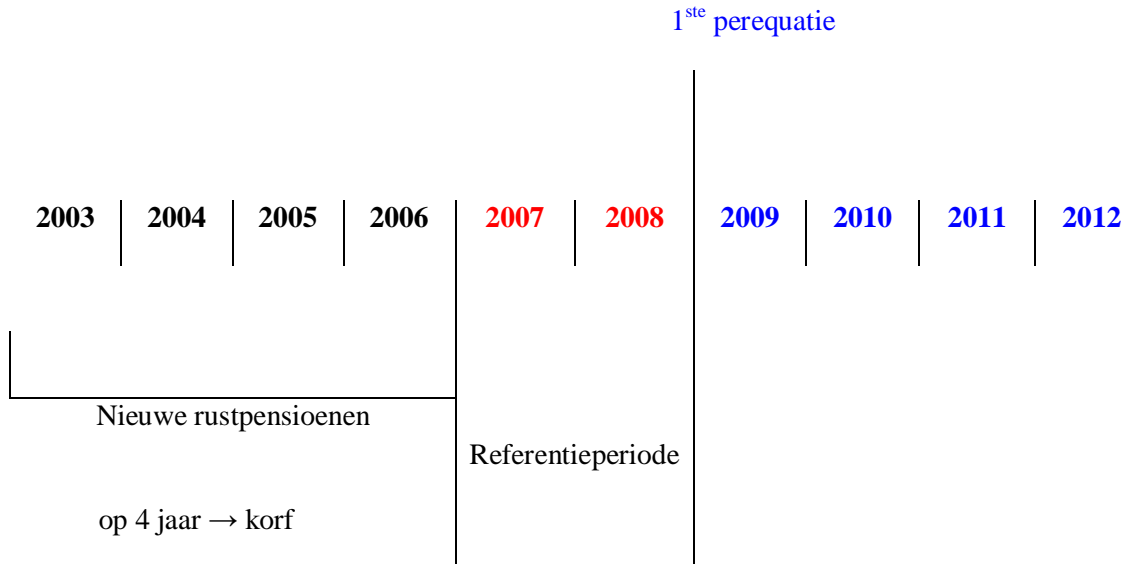 1ste perequatie
2003 2004 2005 2006 2007 2008 2009 2010 2011 2012
Nieuwe rustpensioenen
Referentieperiode
op 4 jaar → korf